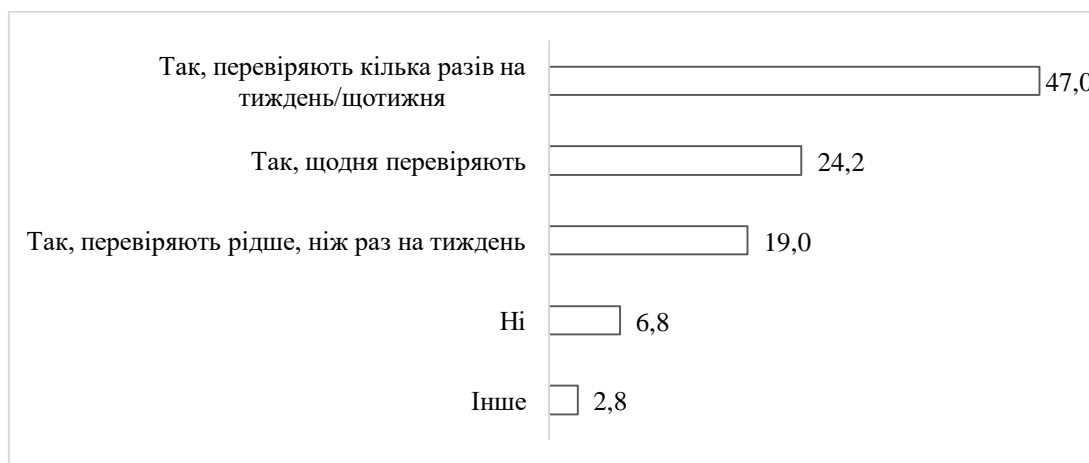 Так, перевіряють кілька разів на
тиждень/щотижня
47,0
Так, щодня перевіряють
24,2
Так, перевіряють рідше, ніж раз на тиждень
19,0
Ні
6,8
Інше
2,8